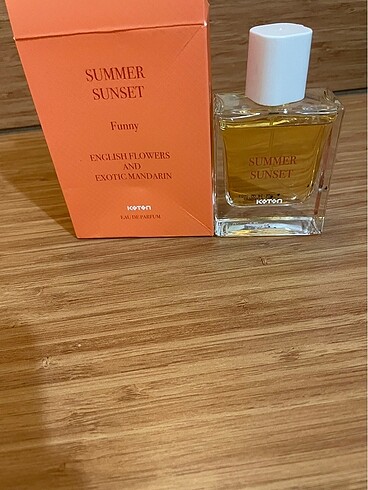 SUMMER
SUNSET
Funny
ENGLISH FLOWERS
AND
EXOTIC MANDARIN
KOTON
EAU DE PARFUM
SUMMER
SUNSET
KOTON